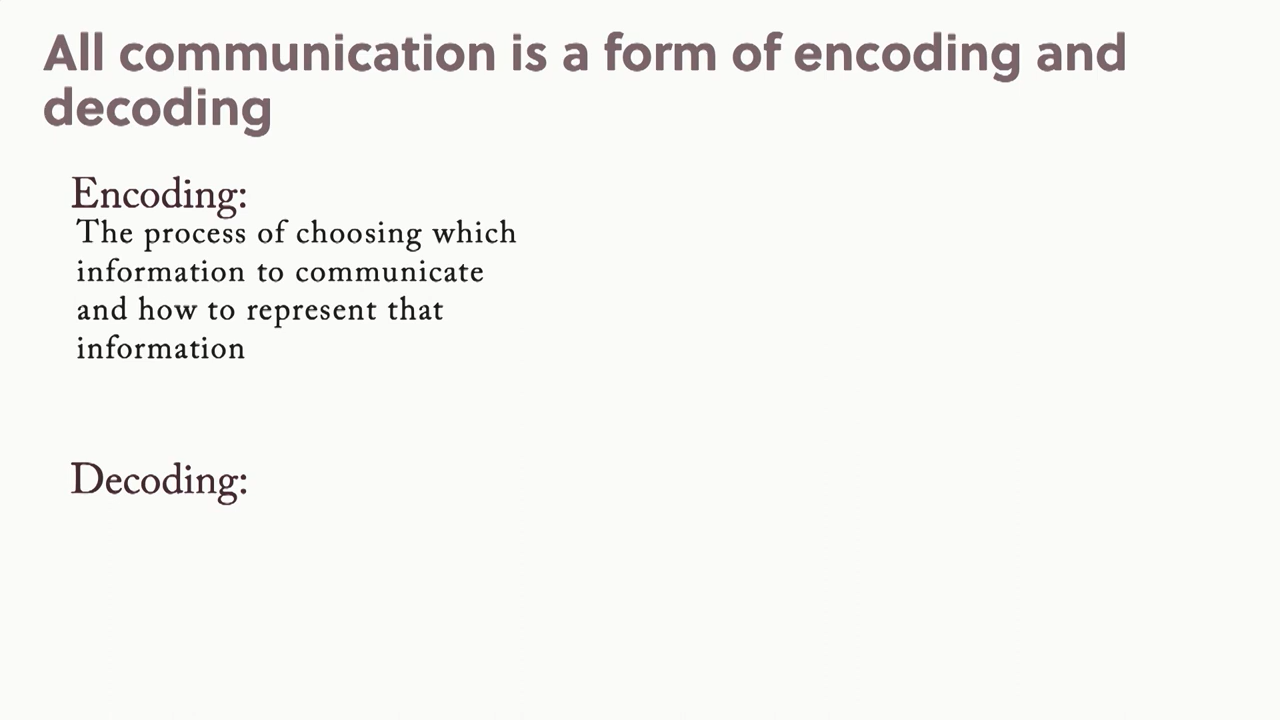 All communication is a form of encoding and
decoding
Encoding:
The process of choosing which
information to communicate
and how to represent that
information
Decoding: